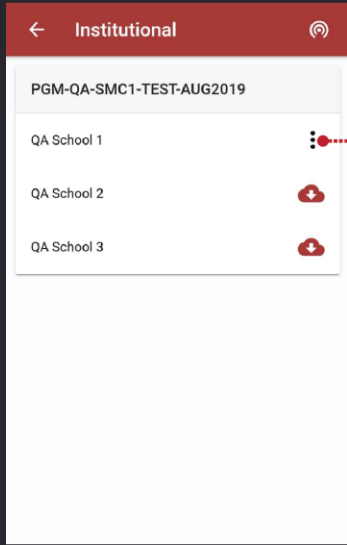 Institutional
PGM-QA-SMC1-TEST-AUG2019
QA School 1
QA School 2
QA School 3